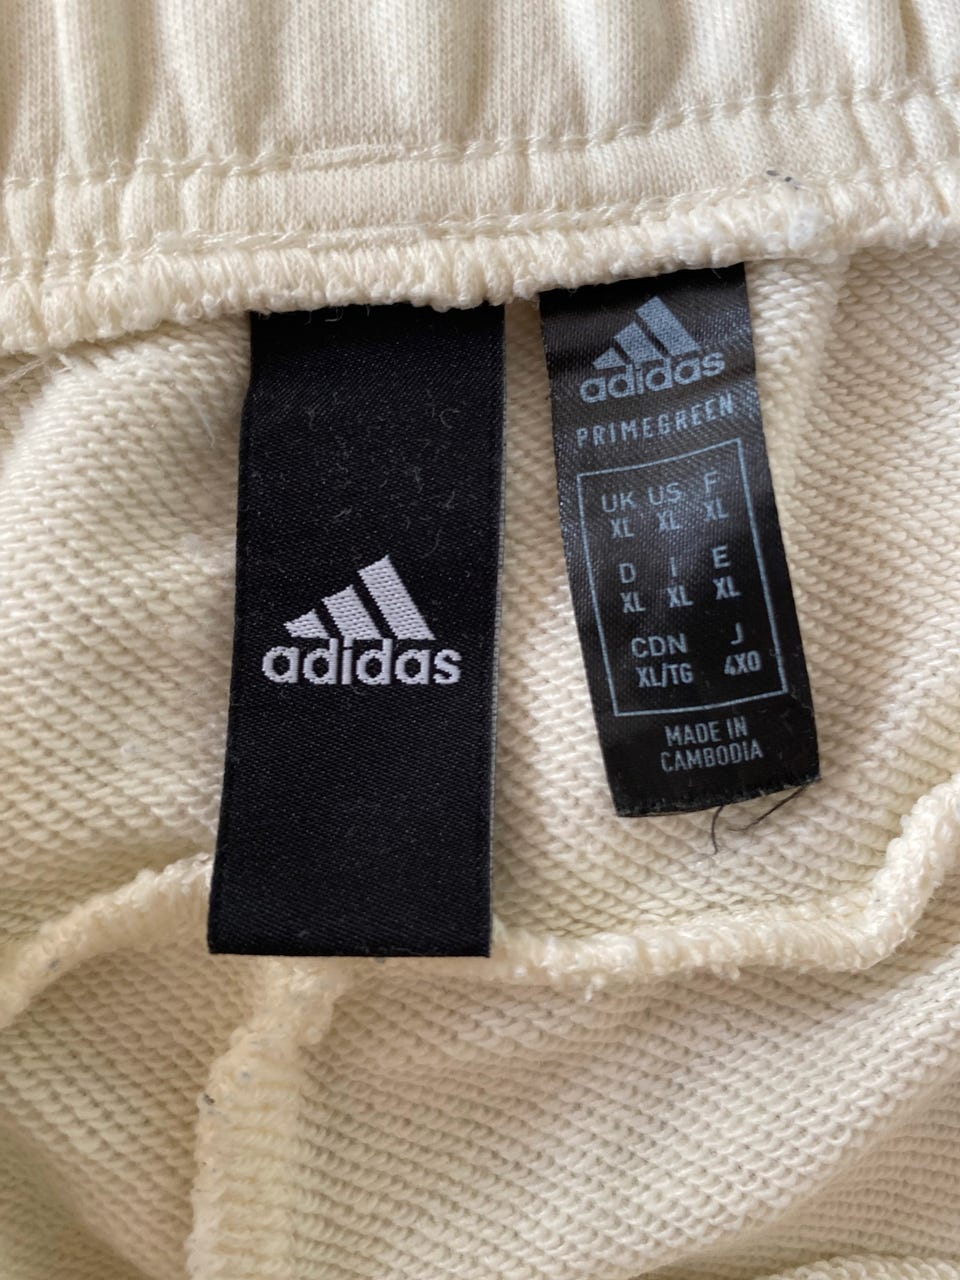 adidas
adidas
PRIMEGREEN
UK US F
XL XL XL
D I E
XL XL XL
CDN J
XL/TG 4XO
MADE IN
CAMBODIA